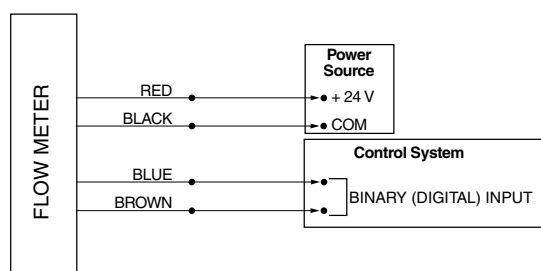 FLOW METER
RED
BLACK
BLUE
BROWN
Power
Source
+ 24 V
COM
Control System
BINARY (DIGITAL) INPUT